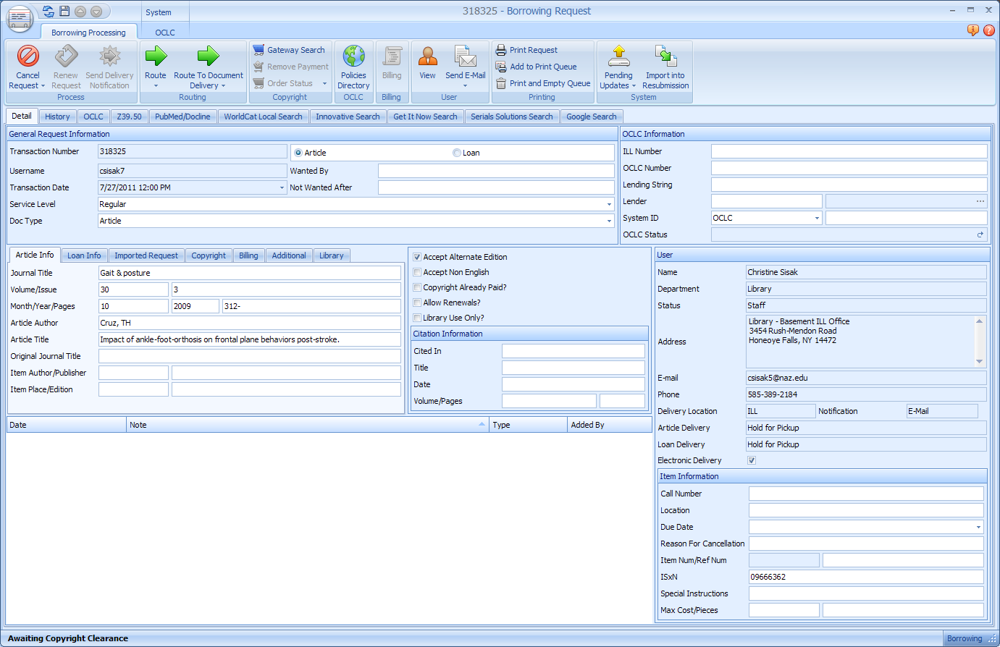 318325 - Borrowing Request
System
Borrowing Processing
OCLC
Cancel Request
Renew Request
Send Delivery Notification
Process
Route
Route To Document Delivery
Routing
Gateway Search
Remove Payment
Order Status
Copyright
Policies Directory
OCLC
Billing
Billing
View
Send E-Mail
User
Print Request
Add to Print Queue
Print and Empty Queue
Printing
Pending Updates
Import into Resubmission
System
Detail
History
OCLC
Z39.50
PubMed/Docline
WorldCat Local Search
Innovative Search
Get It Now Search
Serials Solutions Search
Google Search
General Request Information
Transaction Number 318325
Article Loan
Username csisak7
Wanted By
Transaction Date 7/27/2011 12:00 PM
Not Wanted After
Service Level Regular
Doc Type Article
OCLC Information
ILL Number
OCLC Number
Lending String
Lender ...
System ID OCLC
OCLC Status
Article Info
Loan Info
Imported Request
Copyright
Billing
Additional
Library
Journal Title Gait & posture
Volume/Issue 30 3
Month/Year/Pages 10 2009 312-
Article Author Cruz, TH
Article Title Impact of ankle-foot-orthosis on frontal plane behaviors post-stroke.
Original Journal Title
Item Author/Publisher
Item Place/Edition
Accept Alternate Edition
Accept Non English
Copyright Already Paid?
Allow Renewals?
Library Use Only?
Citation Information
Cited In
Title
Date
Volume/Pages
User
Name Christine Sisak
Department Library
Status Staff
Address
Library - Basement ILL Office
3454 Rush-Mendon Road
Honeoye Falls, NY 14472
E-mail csisak5@naz.edu
Phone 585-389-2184
Delivery Location ILL Notification E-Mail
Article Delivery Hold for Pickup
Loan Delivery Hold for Pickup
Electronic Delivery
Item Information
Call Number
Location
Due Date
Reason For Cancellation
Item Num/Ref Num
ISxN 09666362
Special Instructions
Max Cost/Pieces
Date Note Type Added By
Awaiting Copyright Clearance
Borrowing